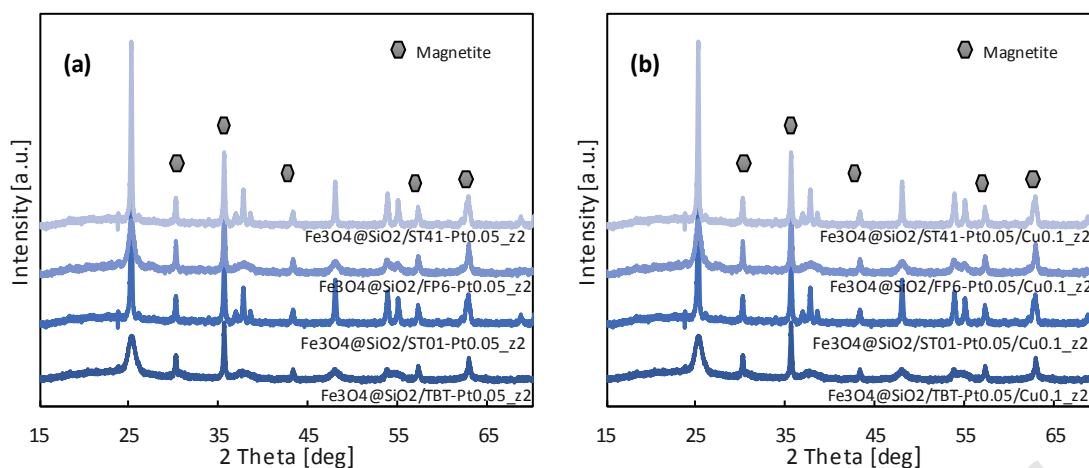 (a)
Magnetite
Intensity [a.u.]
Fe3O4@SiO2/ST41-Pt0.05_z2
Fe3O4@SiO2/FP6-Pt0.05_z2
Fe3O4@SiO2/ST01-Pt0.05_z2
Fe3O4@SiO2/TBT-Pt0.05_z2
15 25 35 45 55 65
2 Theta [deg]
(b)
Magnetite
Intensity [a.u.]
Fe3O4@SiO2/ST41-Pt0.05/Cu0.1_z2
Fe3O4@SiO2/FP6-Pt0.05/Cu0.1_z2
Fe3O4@SiO2/ST01-Pt0.05/Cu0.1_z2
Fe3O4@SiO2/TBT-Pt0.05/Cu0.1_z2
15 25 35 45 55 65
2 Theta [deg]